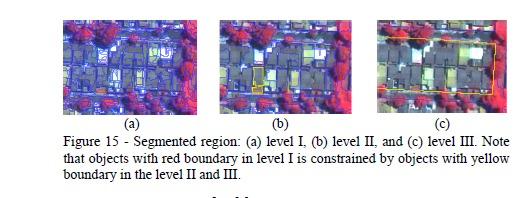 (a) (b) (c)
Figure 15 - Segmented region: (a) level I, (b) level II, and (c) level III. Note
that objects with red boundary in level I is constrained by objects with yellow
boundary in the level II and III.